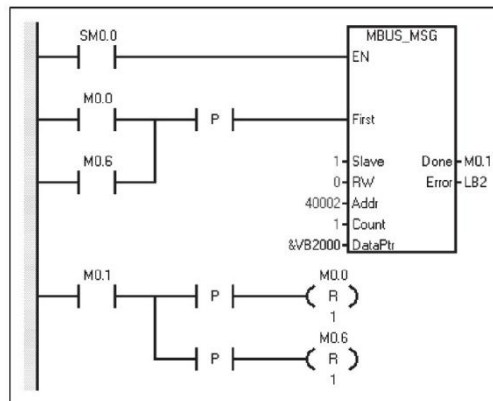 SM0.0
MBUS_MSG
EN
M0.0
P
First
M0.6
1 Slave Done M0.1
0 RW Error LB2
40002 Addr
1 Count
&VB2000 DataPtr
M0.1
P
M0.0
R
1
P
M0.6
R
1